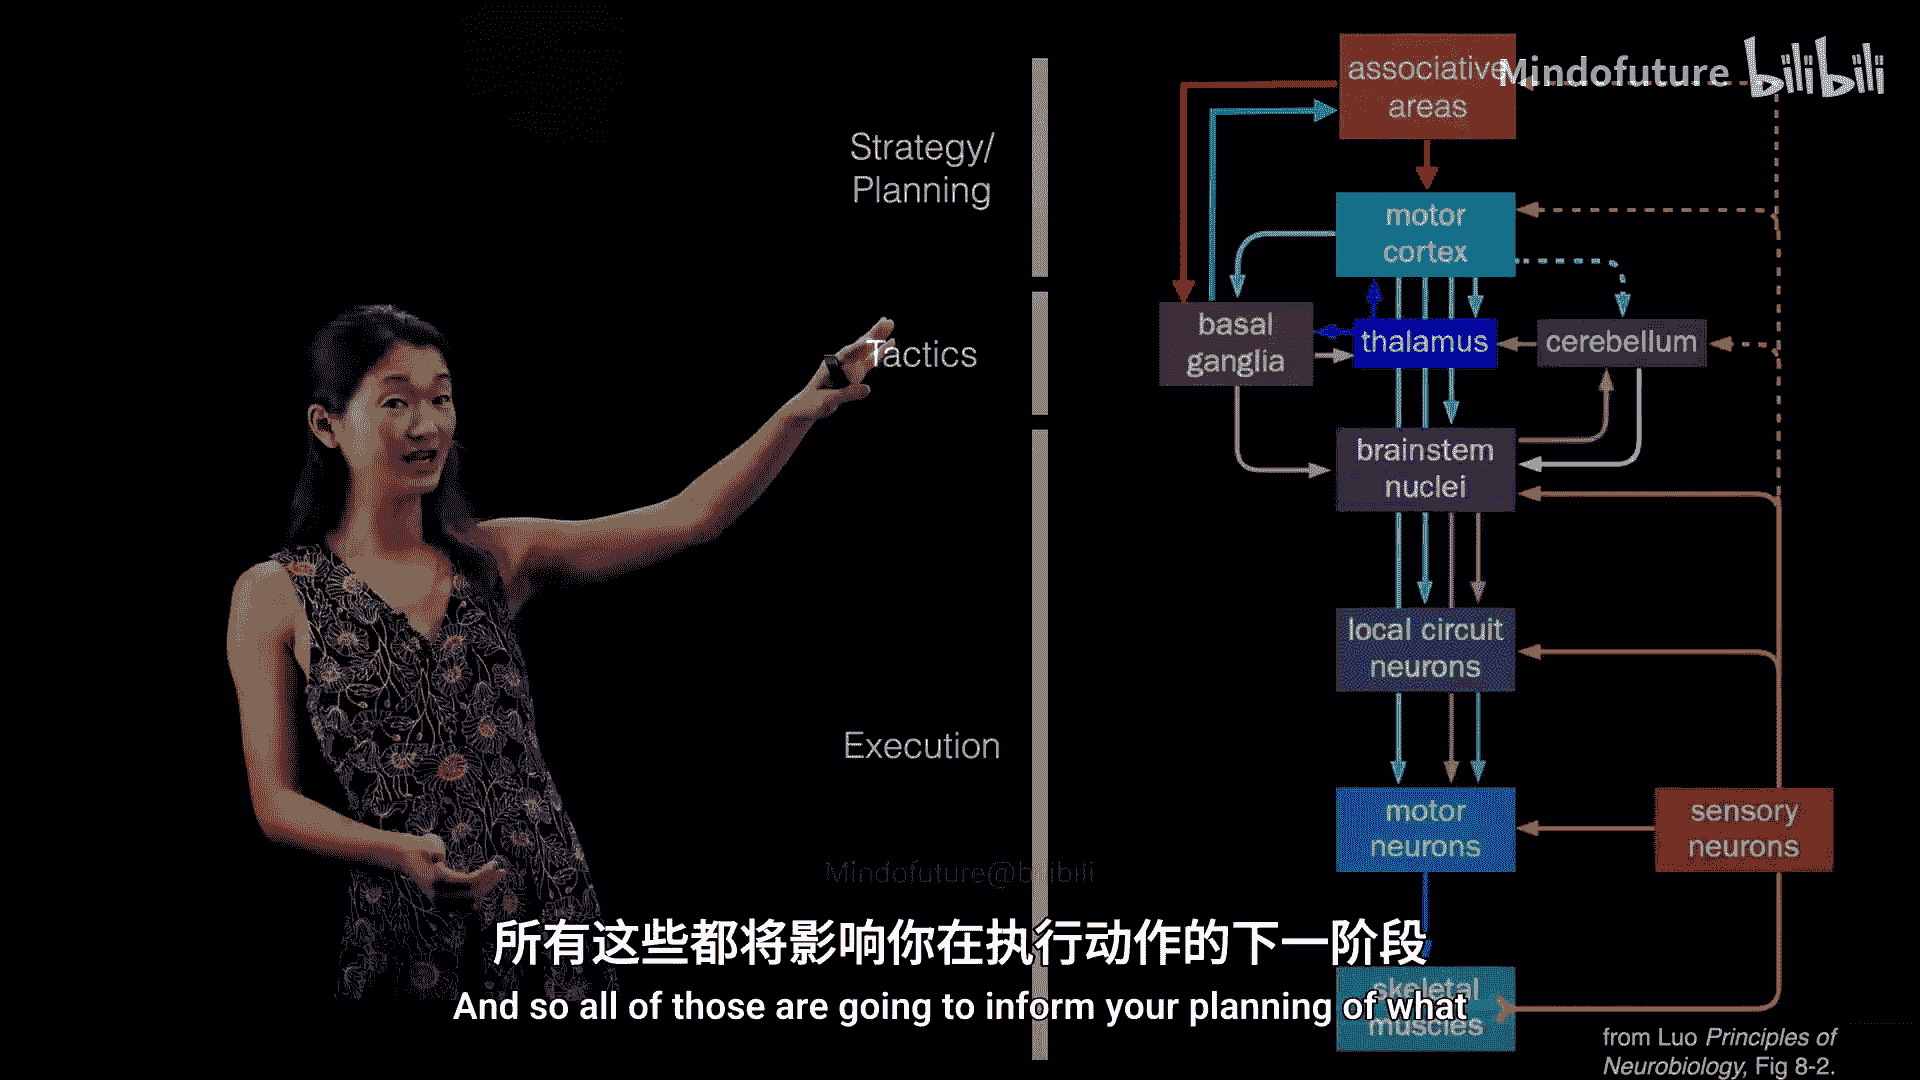 Mindofuture bilibili
Strategy/
Planning
Tactics
Execution
associative
areas
motor
cortex
basal
ganglia
thalamus
cerebellum
brainstem
nuclei
local circuit
neurons
motor
neurons
sensory
neurons
skeletal
muscles
Mindofuture@bilibili
所有这些都将影响你在执行动作的下一阶段
And so all of those are going to inform your planning of what
from Luo Principles of
Neurobiology, Fig 8-2.